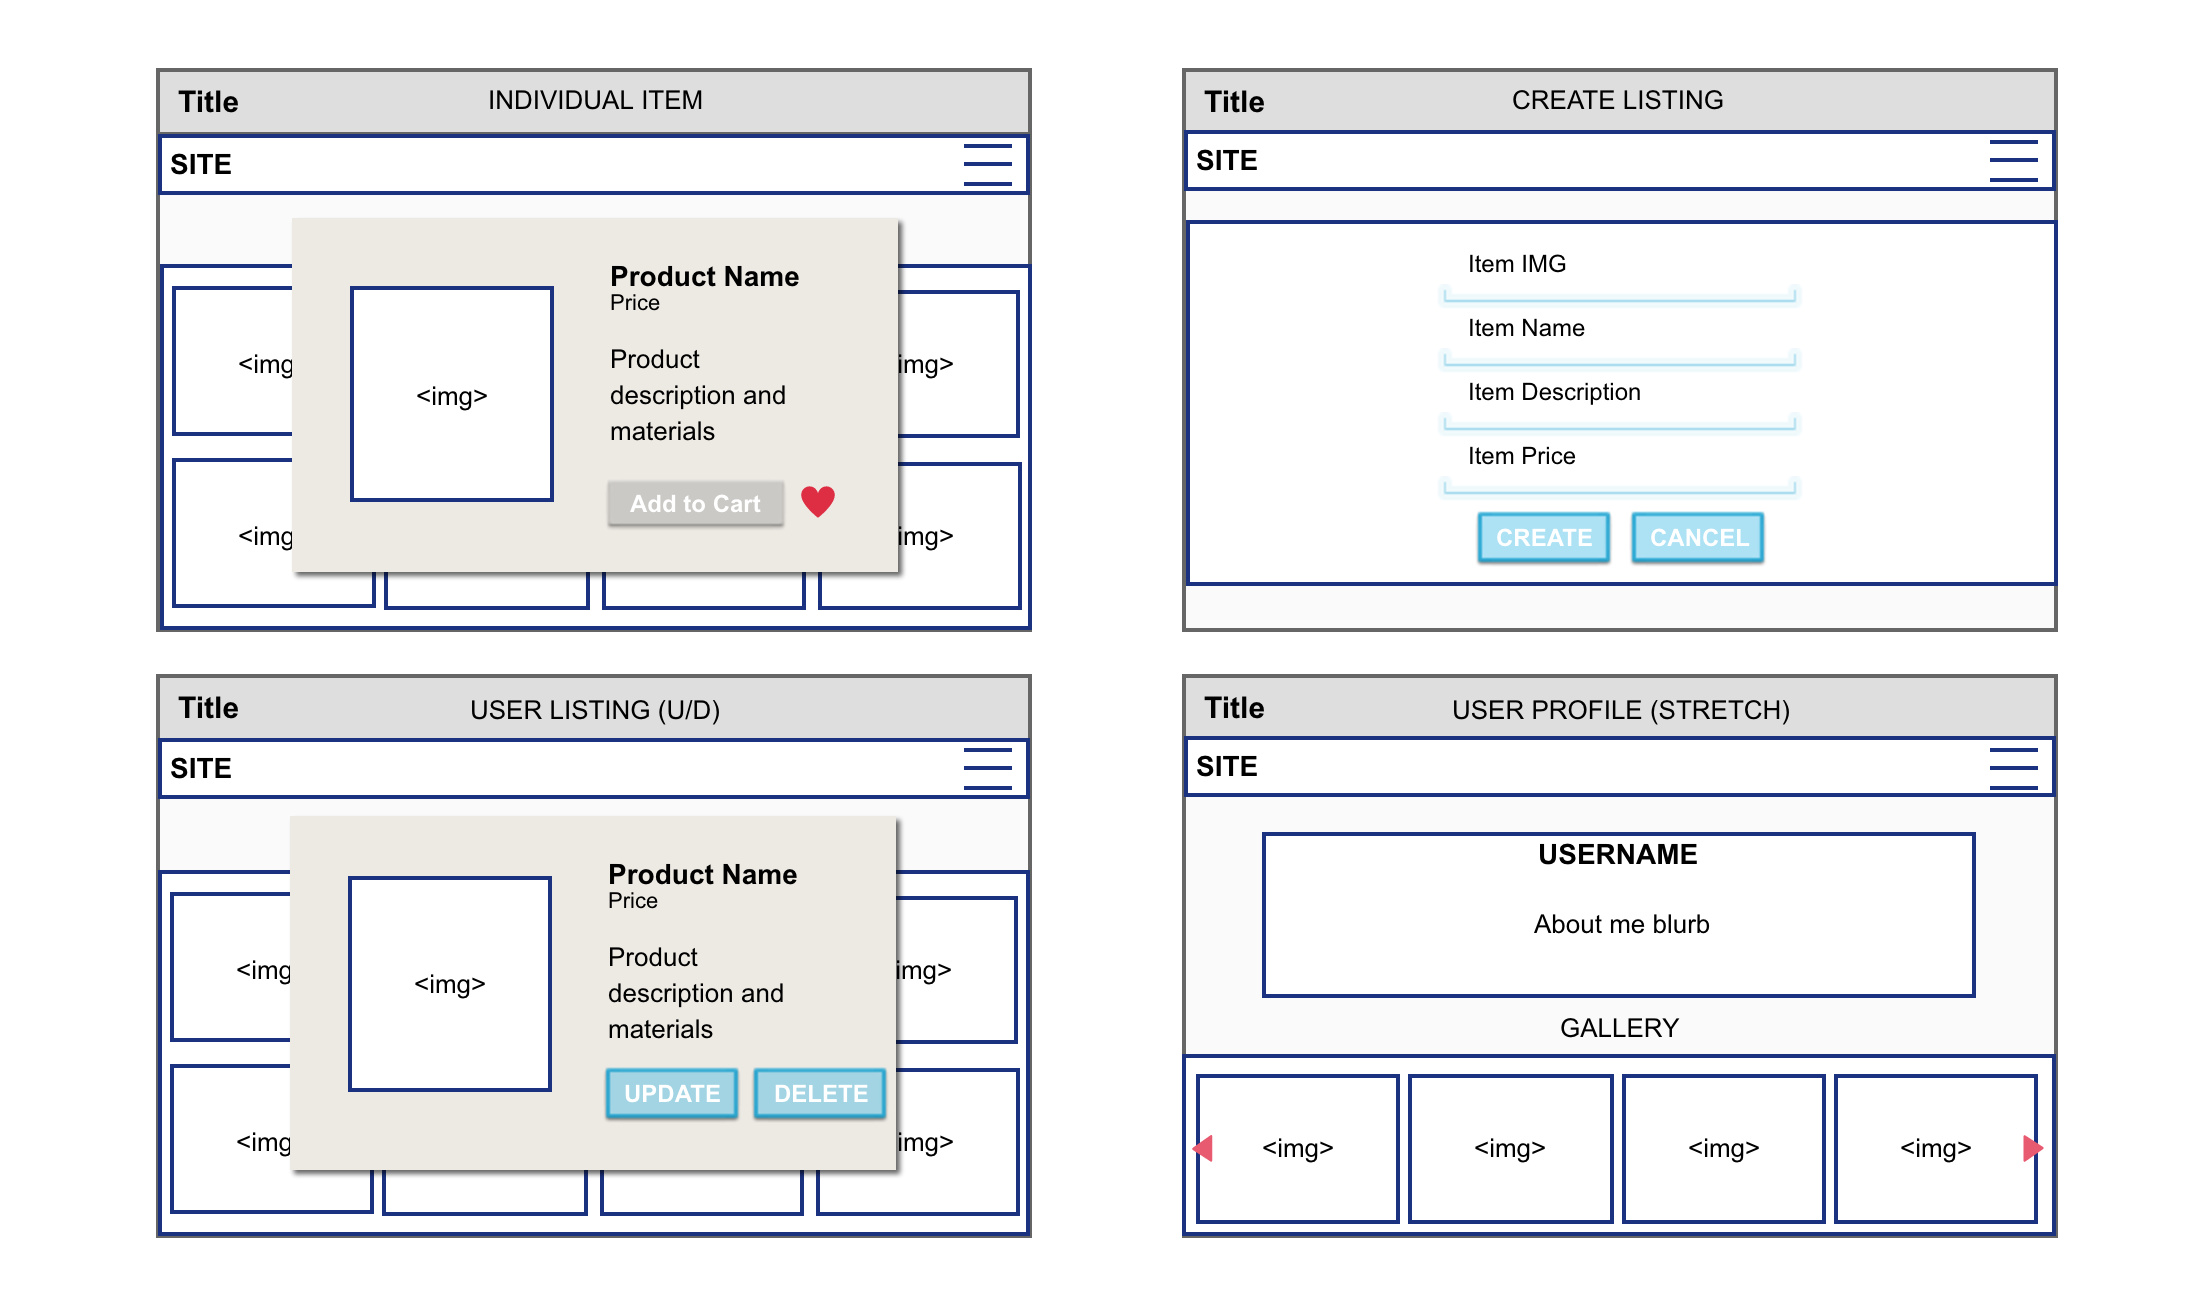 Title
INDIVIDUAL ITEM
SITE
<img
<img
<img>
Product Name
Price
Product
description and
materials
Add to Cart
img>
img>
Title
CREATE LISTING
SITE
Item IMG
Item Name
Item Description
Item Price
CREATE
CANCEL
Title
USER LISTING (U/D)
SITE
<img
<img
<img>
Product Name
Price
Product
description and
materials
UPDATE
DELETE
img>
img>
Title
USER PROFILE (STRETCH)
SITE
USERNAME
About me blurb
GALLERY
<img>
<img>
<img>
<img>